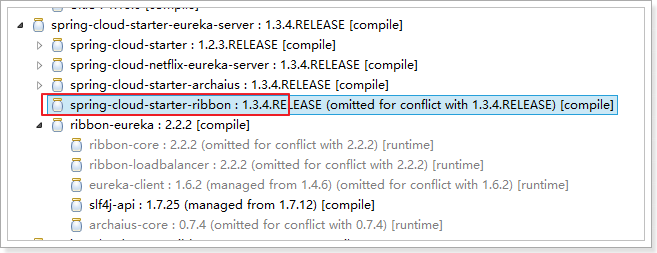 spring-cloud-starter-eureka-server : 1.3.4.RELEASE [compile]
spring-cloud-starter : 1.2.3.RELEASE [compile]
spring-cloud-netflix-eureka-server : 1.3.4.RELEASE [compile]
spring-cloud-starter-archaius : 1.3.4.RELEASE [compile]
spring-cloud-starter-ribbon : 1.3.4.RELEASE (omitted for conflict with 1.3.4.RELEASE) [compile]
ribbon-eureka : 2.2.2 [compile]
ribbon-core : 2.2.2 (omitted for conflict with 2.2.2) [runtime]
ribbon-loadbalancer : 2.2.2 (omitted for conflict with 2.2.2) [runtime]
eureka-client : 1.6.2 (managed from 1.4.6) (omitted for conflict with 1.6.2) [runtime]
slf4j-api : 1.7.25 (managed from 1.7.12) [compile]
archaius-core : 0.7.4 (omitted for conflict with 0.7.4) [runtime]